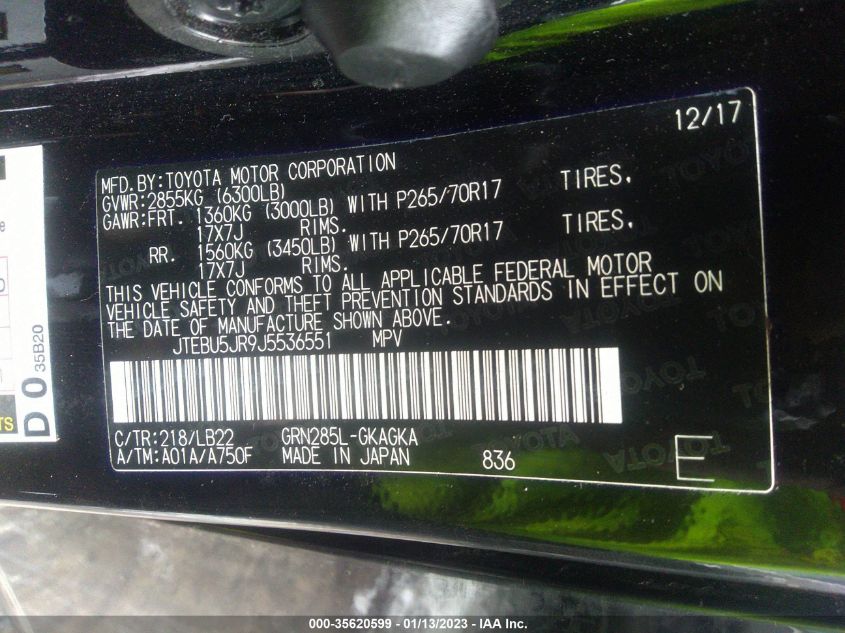 12/17
MFD.BY:TOYOTA MOTOR CORPORATION
GVWR:2855KG (6300LB)
GAWR:FRT. 1360KG (3000LB) WITH P265/70R17 TIRES,
17X7J RIMS.
RR. 1560KG (3450LB) WITH P265/70R17 TIRES,
17X7J RIMS.
THIS VEHICLE CONFORMS TO ALL APPLICABLE FEDERAL MOTOR
VEHICLE SAFETY AND THEFT PREVENTION STANDARDS IN EFFECT ON
THE DATE OF MANUFACTURE SHOWN ABOVE.
JTEBU5JR9J5536551 MPV
C/TR:218/LB22 GRN285L-GKAGKA
A/TM:A01A/A750F MADE IN JAPAN 836
E
D0
35B20
TS
TOYOTA
000-35620599 - 01/13/2023 - IAA Inc.